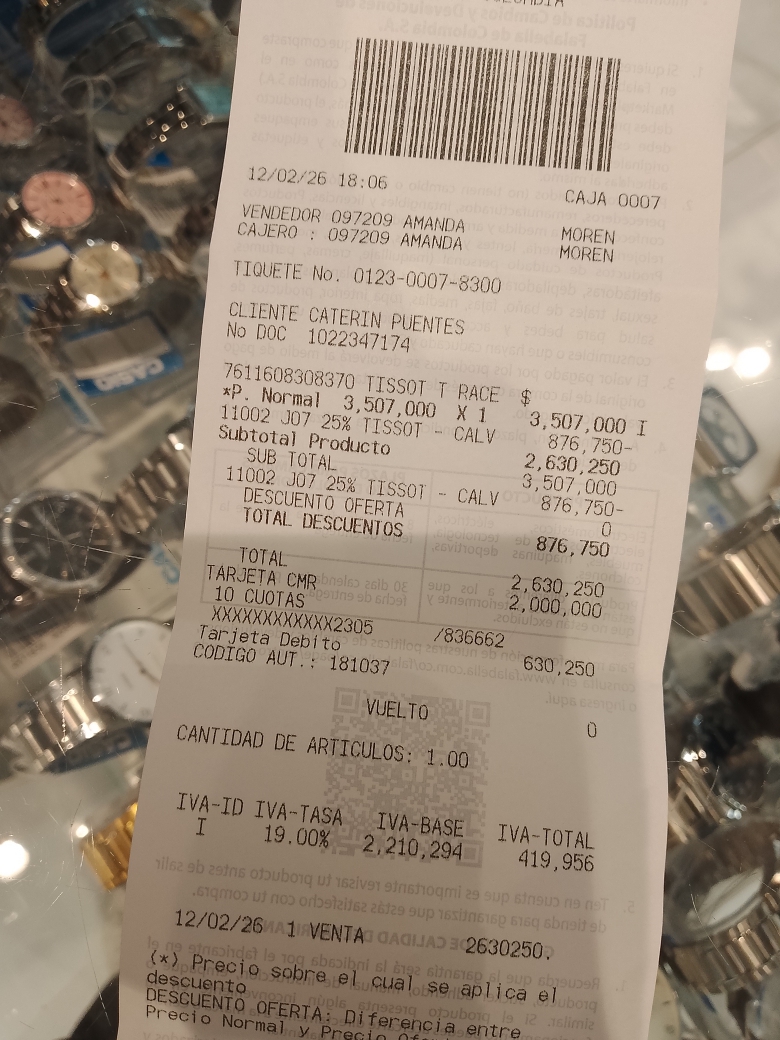 12/02/26 18:06 CAJA 0007
VENDEDOR 097209 AMANDA MOREN
CAJERO : 097209 AMANDA MOREN
TIQUETE No. 0123-0007-8300
CLIENTE CATERIN PUENTES
No DOC 1022347174
7611608308370 TISSOT T RACE $
*P. Normal 3,507,000 X 1 3,507,000 I
11002 J07 25% TISSOT - CALV 876,750-
Subtotal Producto 2,630,250
SUB TOTAL 3,507,000
11002 J07 25% TISSOT - CALV 876,750-
DESCUENTO OFERTA 0
TOTAL DESCUENTOS 876,750
TOTAL 2,630,250
TARJETA CMR 2,000,000
10 CUOTAS
XXXXXXXXXXXX2305 /836662
Tarjeta Debito 630,250
CODIGO AUT.: 181037
VUELTO 0
CANTIDAD DE ARTICULOS: 1.00
IVA-ID IVA-TASA IVA-BASE IVA-TOTAL
I 19.00% 2,210,294 419,956
12/02/26 1 VENTA 2630250.
(*) Precio sobre el cual se aplica el
descuento
DESCUENTO OFERTA: Diferencia entre
Precio Normal y Precio
CASIO